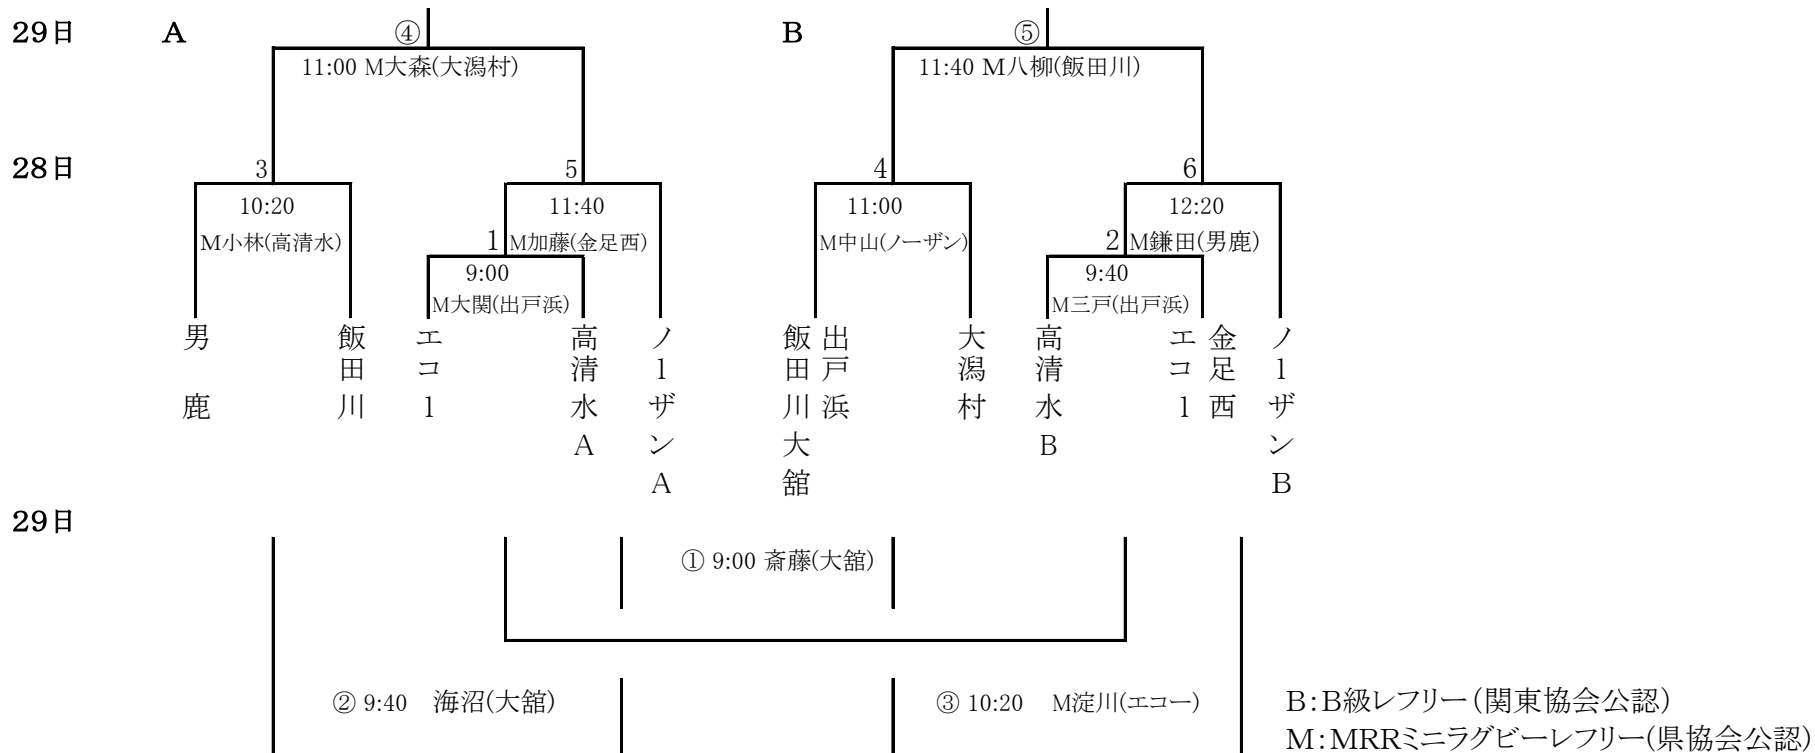 29日 A ④ B ⑤
11:00 M大森(大潟村) 11:40 M八柳(飯田川)
28日 3 5 4 6
10:20 11:40 11:00 12:20
M小林(高清水) 1 M加藤(金足西) M中山(ノーザン) 2 M鎌田(男鹿)
9:00 9:40
M大関(出戸浜) M三戸(出戸浜)
男鹿
飯田川
エコー
高清水A
ノーザンA
飯田川大舘
出戸浜
大潟村
高清水B
エコー
金足西
ノーザンB
29日
① 9:00 斎藤(大舘)
② 9:40 海沼(大舘) ③ 10:20 M淀川(エコー)
B:B級レフリー(関東協会公認)
M:MRRミニラグビーレフリー(県協会公認)